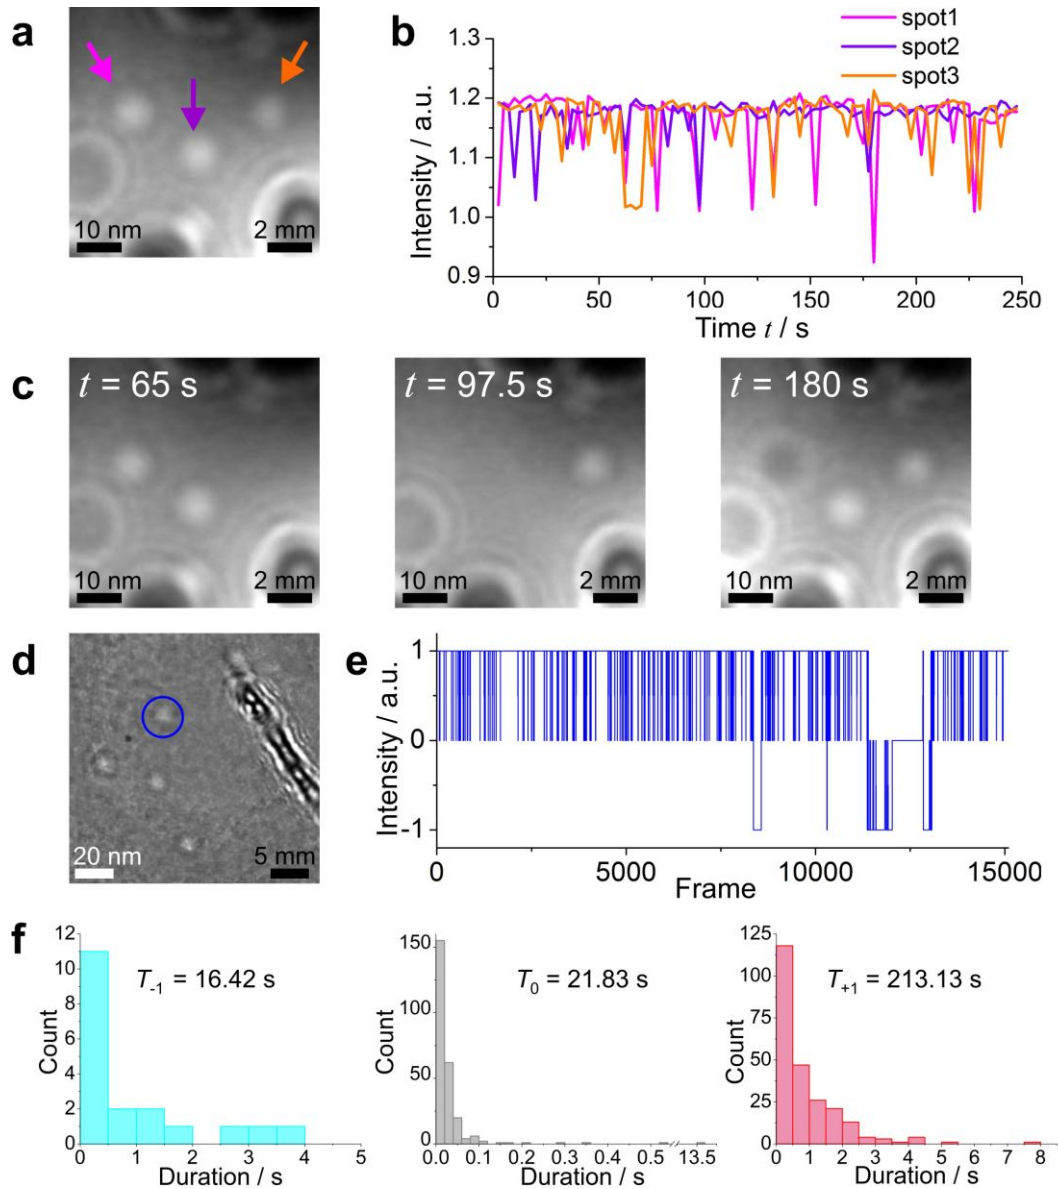 a
10 nm
2 mm
b
spot1
spot2
spot3
1.3
1.2
1.1
1.0
0.9
Intensity / a.u.
0
50
100
150
200
250
Time t / s
c
t = 65 s
10 nm
2 mm
t = 97.5 s
10 nm
2 mm
t = 180 s
10 nm
2 mm
d
20 nm
5 mm
e
1
0
-1
Intensity / a.u.
0
5000
10000
15000
Frame
f
12
10
8
6
4
2
0
Count
T-1 = 16.42 s
0 1 2 3 4 5
Duration / s
150
100
50
0
Count
T0 = 21.83 s
0.0 0.1 0.2 0.3 0.4 0.5 13.5
Duration / s
125
100
75
50
25
0
Count
T+1 = 213.13 s
0 1 2 3 4 5 6 7 8
Duration / s